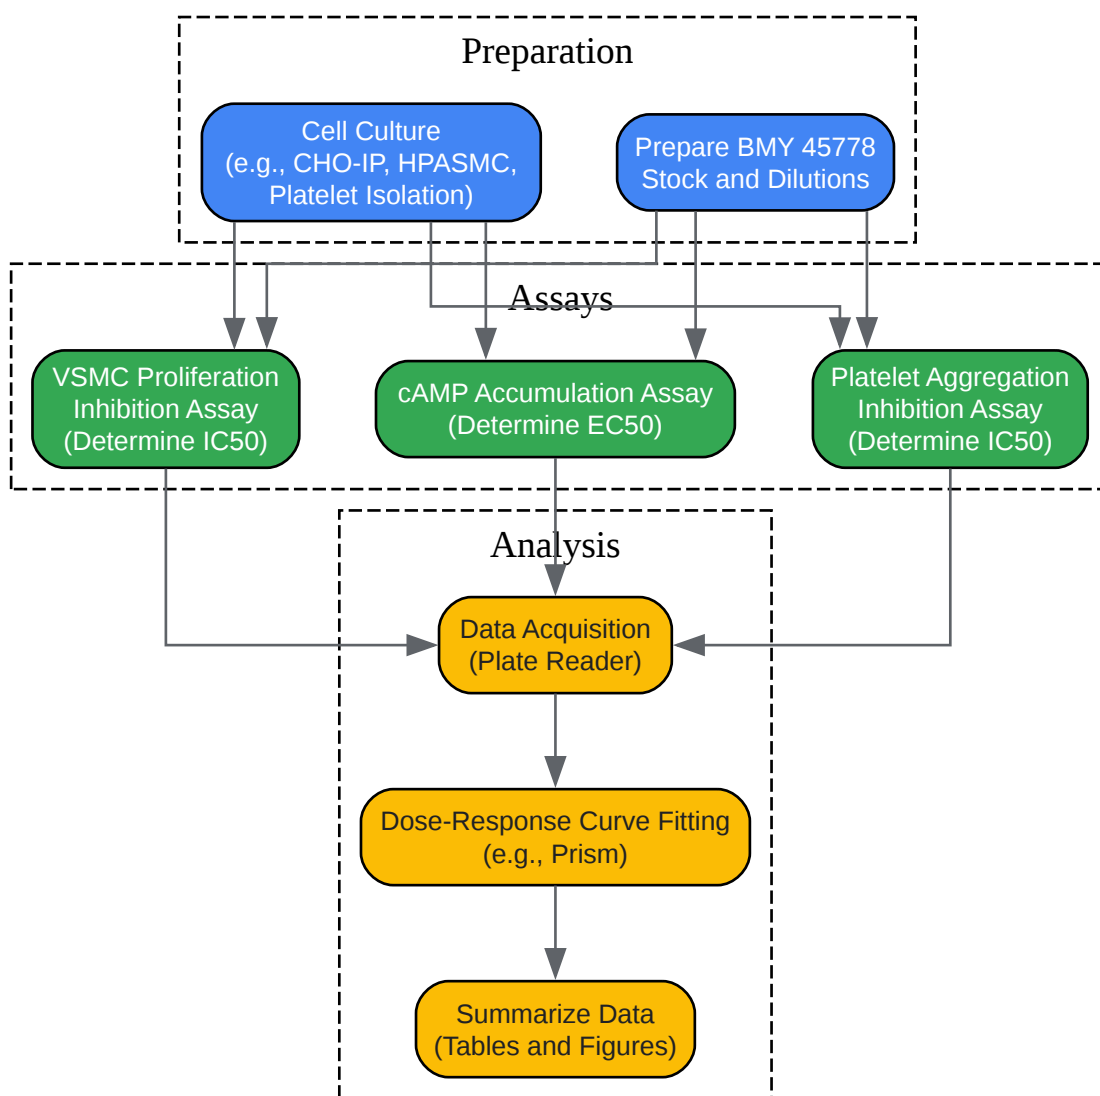 Preparation
Cell Culture
(e.g., CHO-IP, HPASMC,
Platelet Isolation)
Prepare BMY 45778
Stock and Dilutions
Assays
VSMC Proliferation
Inhibition Assay
(Determine IC50)
cAMP Accumulation Assay
(Determine EC50)
Platelet Aggregation
Inhibition Assay
(Determine IC50)
Analysis
Data Acquisition
(Plate Reader)
Dose-Response Curve Fitting
(e.g., Prism)
Summarize Data
(Tables and Figures)